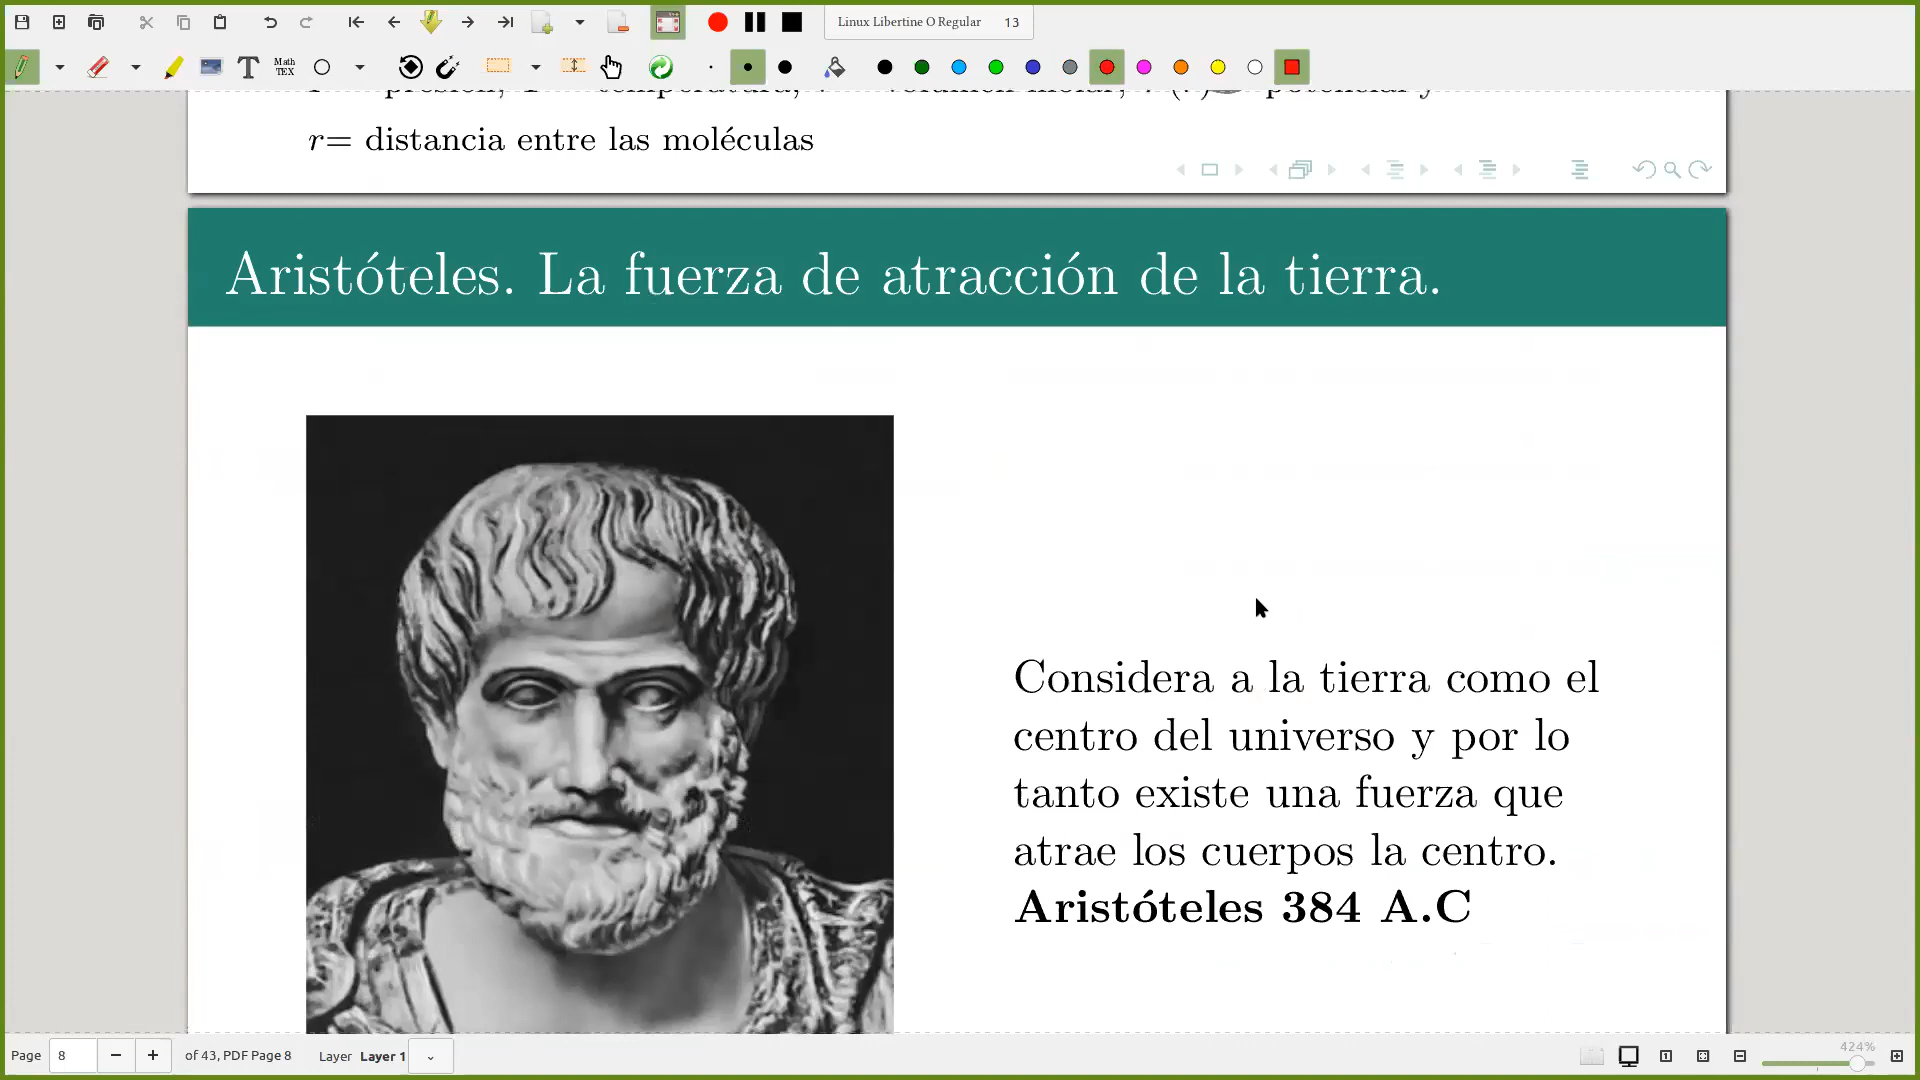 Linux Libertine O Regular 13
T
Math
TEX
r= distancia entre las moléculas
Aristóteles. La fuerza de atracción de la tierra.
Considera a la tierra como el
centro del universo y por lo
tanto existe una fuerza que
atrae los cuerpos la centro.
Aristóteles 384 A.C
Page 8 of 43, PDF Page 8 Layer Layer 1
424%